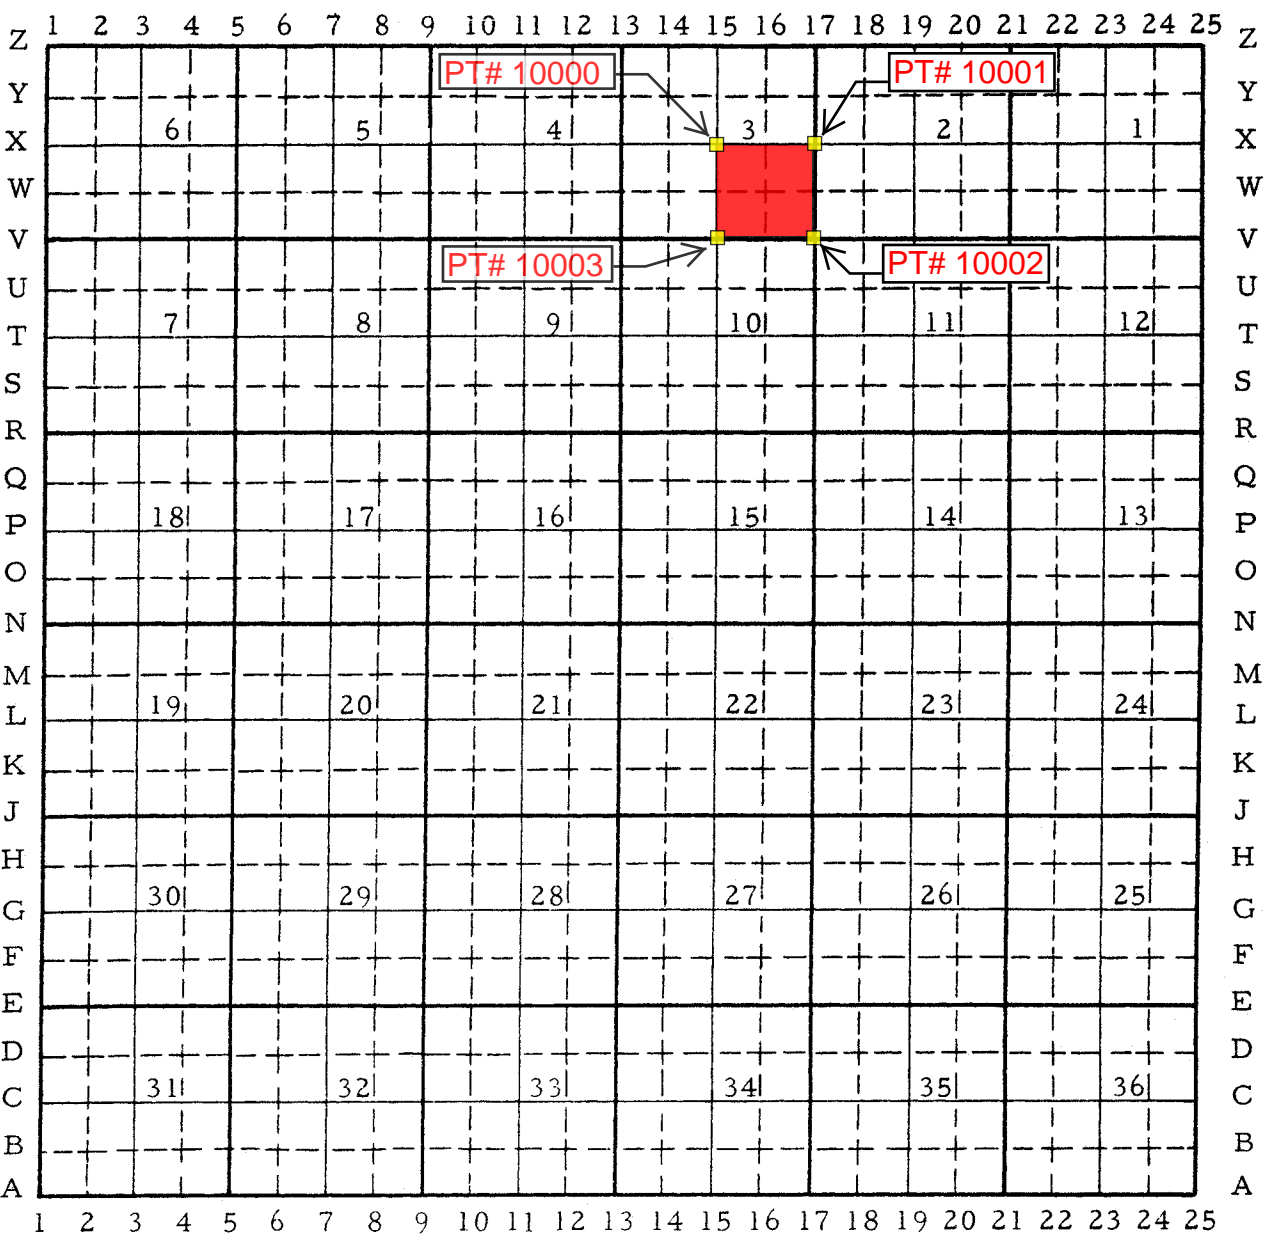 1 2 3 4 5 6 7 8 9 10 11 12 13 14 15 16 17 18 19 20 21 22 23 24 25
Z Z
PT# 10000 PT# 10001
Y Y
6 5 4 3 2 1
X X
W W
V V
PT# 10003 PT# 10002
U U
7 8 9 10 11 12
T T
S S
R R
Q Q
18 17 16 15 14 13
P P
O O
N N
M M
19 20 21 22 23 24
L L
K K
J J
H H
30 29 28 27 26 25
G G
F F
E E
D D
31 32 33 34 35 36
C C
B B
A A
1 2 3 4 5 6 7 8 9 10 11 12 13 14 15 16 17 18 19 20 21 22 23 24 25